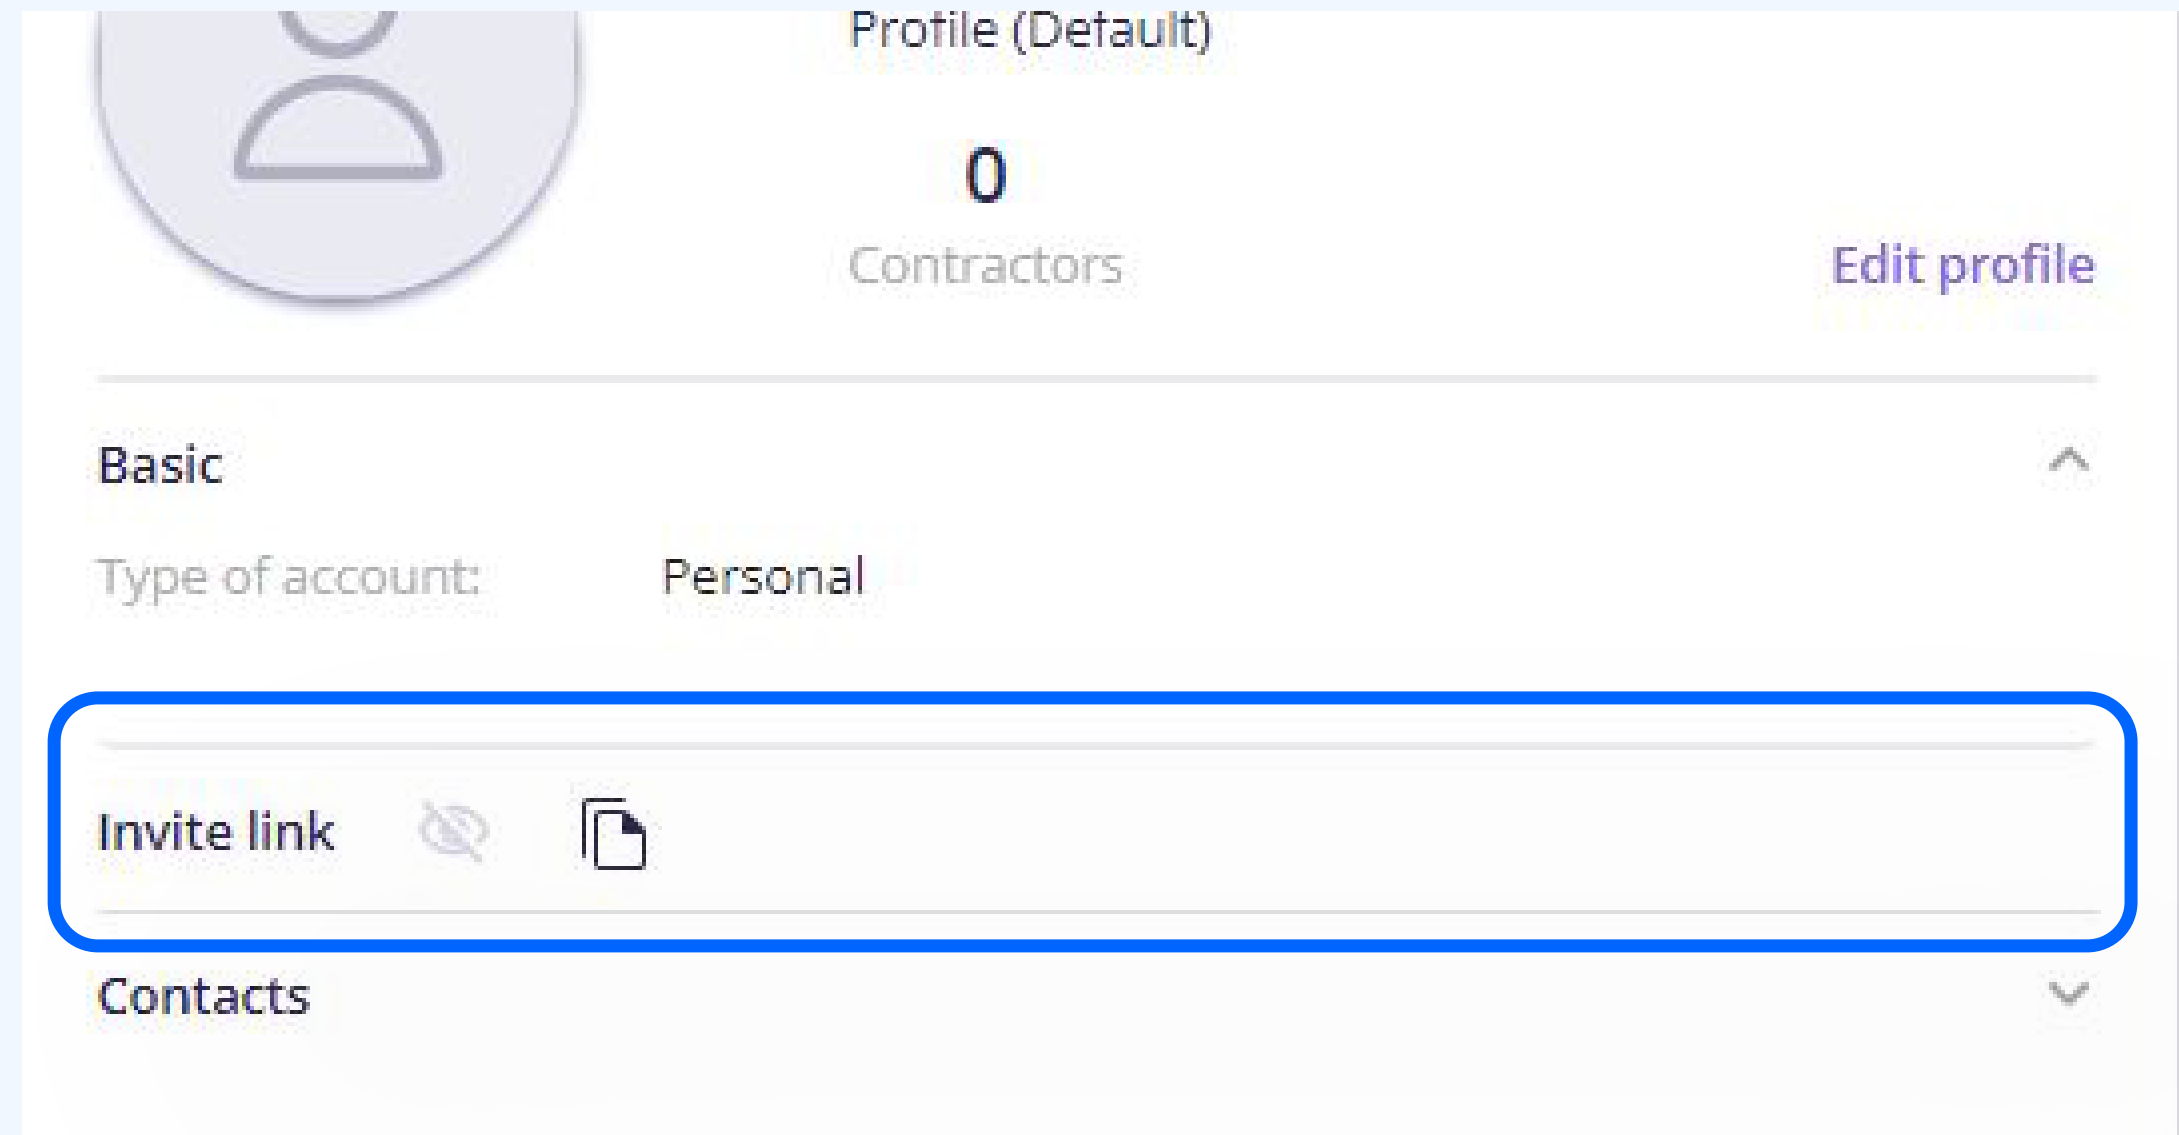 Profile (Default)
0
Contractors
Edit profile
Basic
Type of account: Personal
Invite link
Contacts